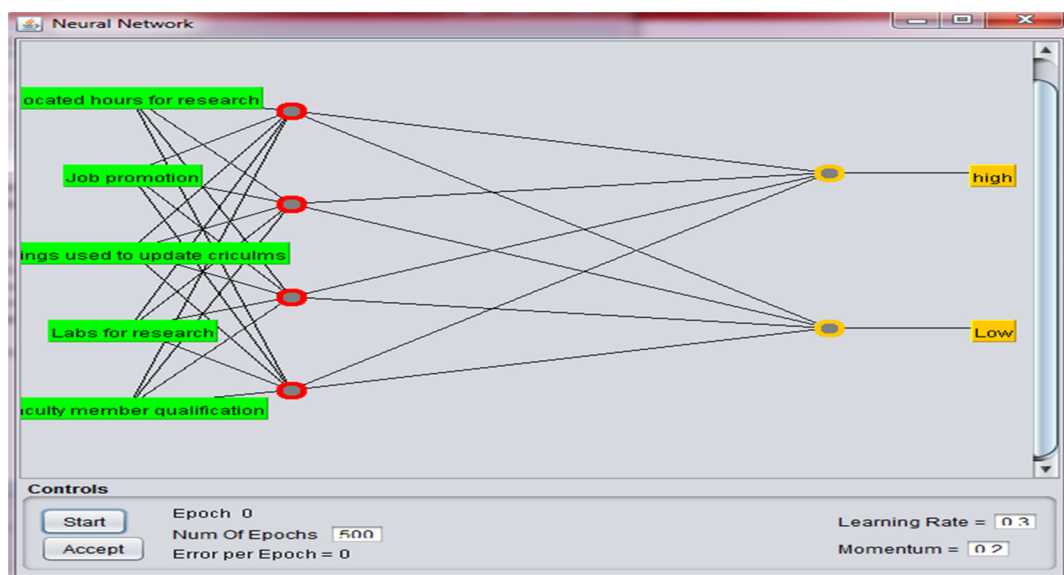 Neural Network
ocated hours for research
Job promotion
ings used to update criculms
Labs for research
culty member qualification
high
Low
Controls
Start
Accept
Epoch 0
Num Of Epochs 500
Error per Epoch = 0
Learning Rate = 0.3
Momentum = 0.2